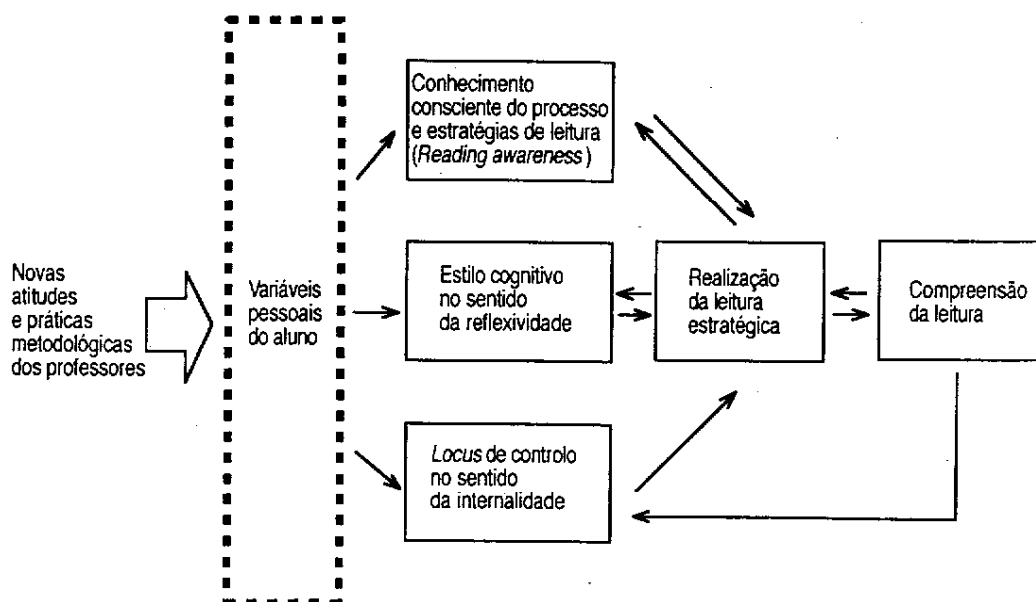 Novas
atitudes
e práticas
metodológicas
dos professores
Variáveis
pessoais
do aluno
Conhecimento
consciente do processo
e estratégias de leitura
(Reading awareness)
Estilo cognitivo
no sentido
da reflexividade
Locus de controlo
no sentido
da internalidade
Realização
da leitura
estratégica
Compreensão
da leitura